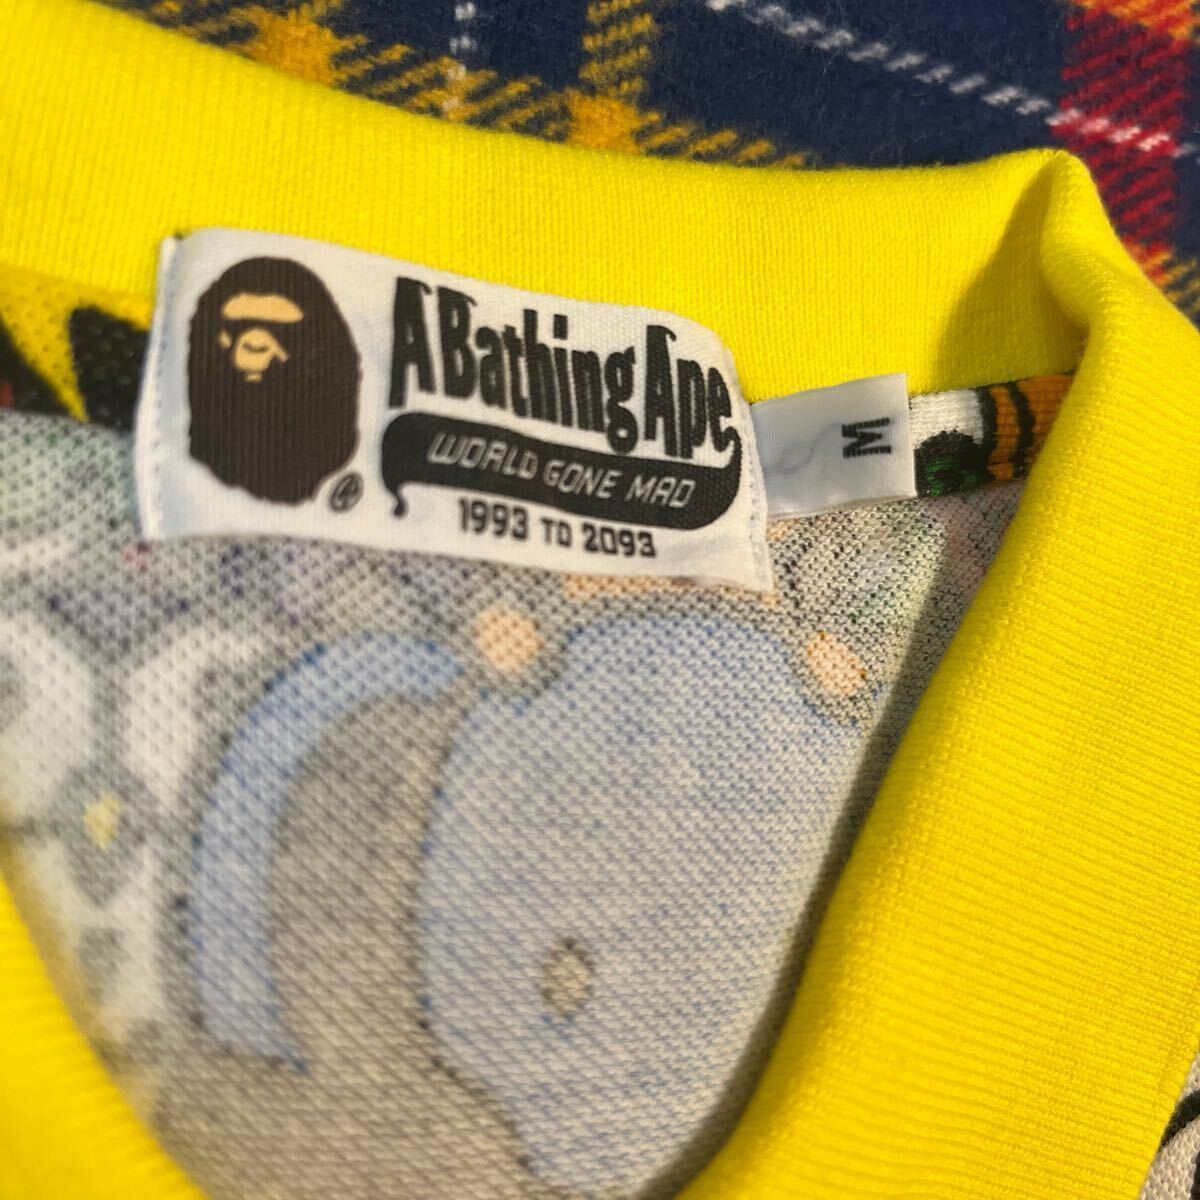 A Bathing Ape
WORLD GONE MAD
1993 TO 2093
M